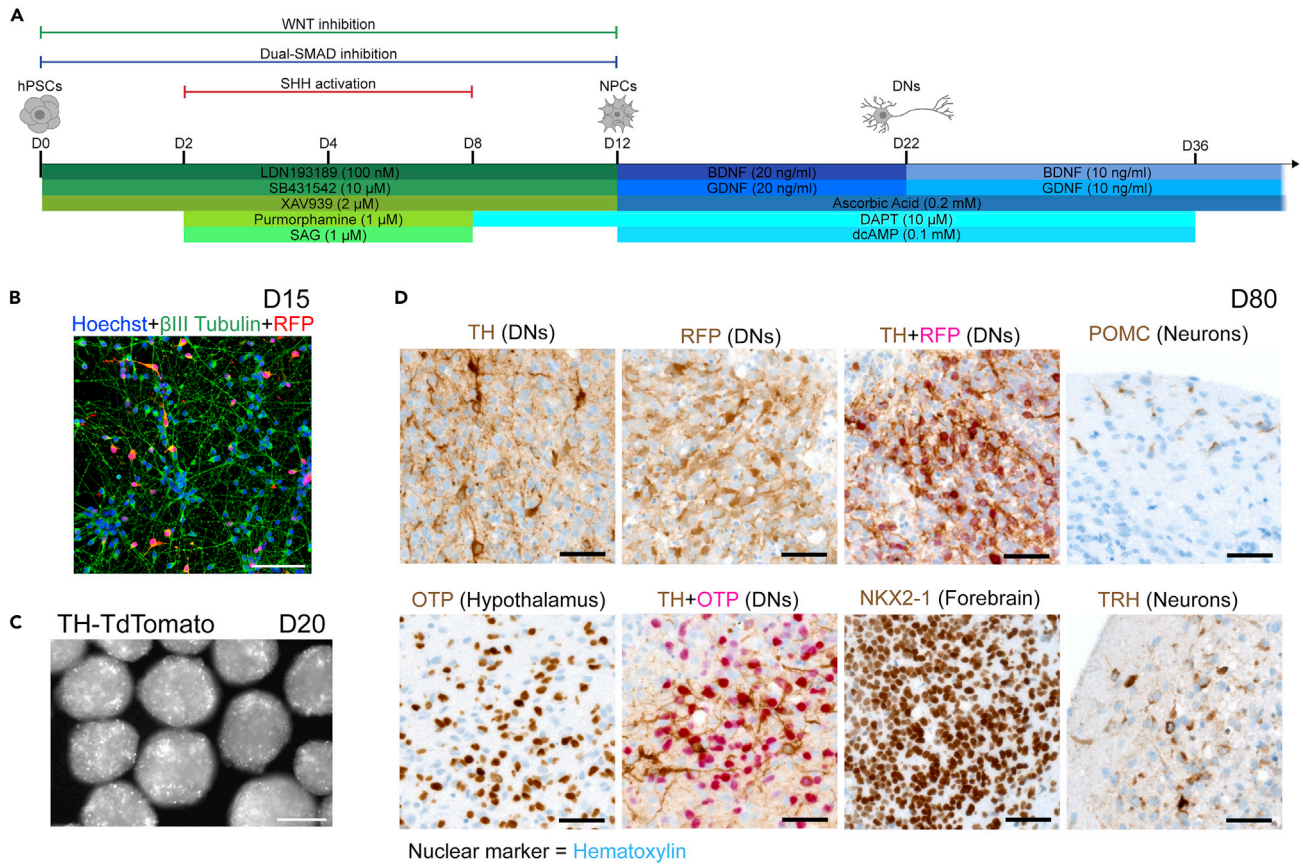 A
WNT inhibition
Dual-SMAD inhibition
SHH activation
hPSCs
NPCs
DNs
D0
D2
D4
D8
D12
D22
D36
LDN193189 (100 nM)
BDNF (20 ng/ml)
BDNF (10 ng/ml)
SB431542 (10 µM)
GDNF (20 ng/ml)
GDNF (10 ng/ml)
XAV939 (2 µM)
Ascorbic Acid (0.2 mM)
Purmorphamine (1 µM)
DAPT (10 µM)
SAG (1 µM)
dcAMP (0.1 mM)
B
D15
Hoechst+βIII Tubulin+RFP
C
TH-TdTomato
D20
D
D80
TH (DNs)
RFP (DNs)
TH+RFP (DNs)
POMC (Neurons)
OTP (Hypothalamus)
TH+OTP (DNs)
NKX2-1 (Forebrain)
TRH (Neurons)
Nuclear marker = Hematoxylin